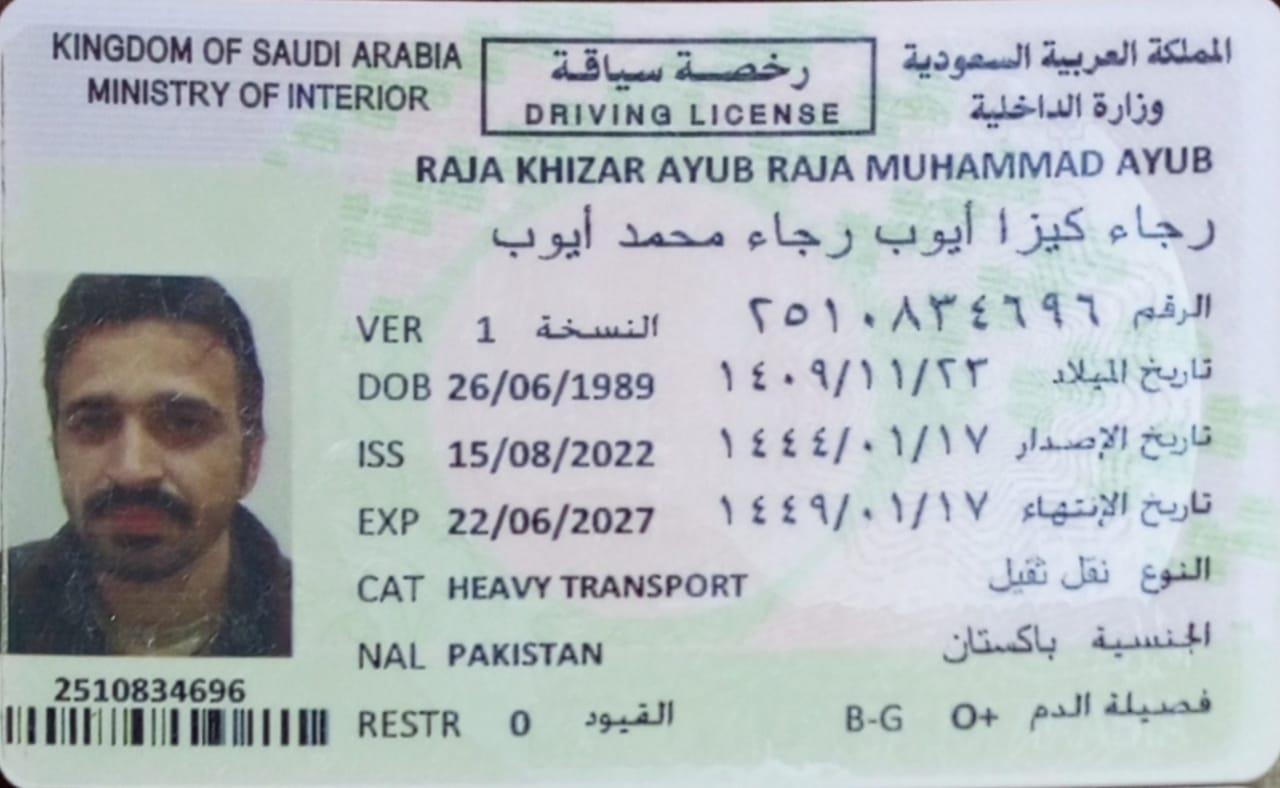 KINGDOM OF SAUDI ARABIA
MINISTRY OF INTERIOR
رخصة سياقة
DRIVING LICENSE
المملكة العربية السعودية
وزارة الداخلية
RAJA KHIZAR AYUB RAJA MUHAMMAD AYUB
رجاء كيزا أيوب رجاء محمد أيوب
الرقم ٢٥١٠٨٣٤٦٩٦
VER 1 النسخة
DOB 26/06/1989 تاريخ الميلاد ١٤٠٩/١١/٢٣
ISS 15/08/2022 تاريخ الإصدار ١٤٤٤/٠١/١٧
EXP 22/06/2027 تاريخ الإنتهاء ١٤٤٩/٠١/١٧
CAT HEAVY TRANSPORT النوع نقل ثقيل
NAL PAKISTAN الجنسية باكستان
RESTR 0 القيود B-G O+ فصيلة الدم
2510834696